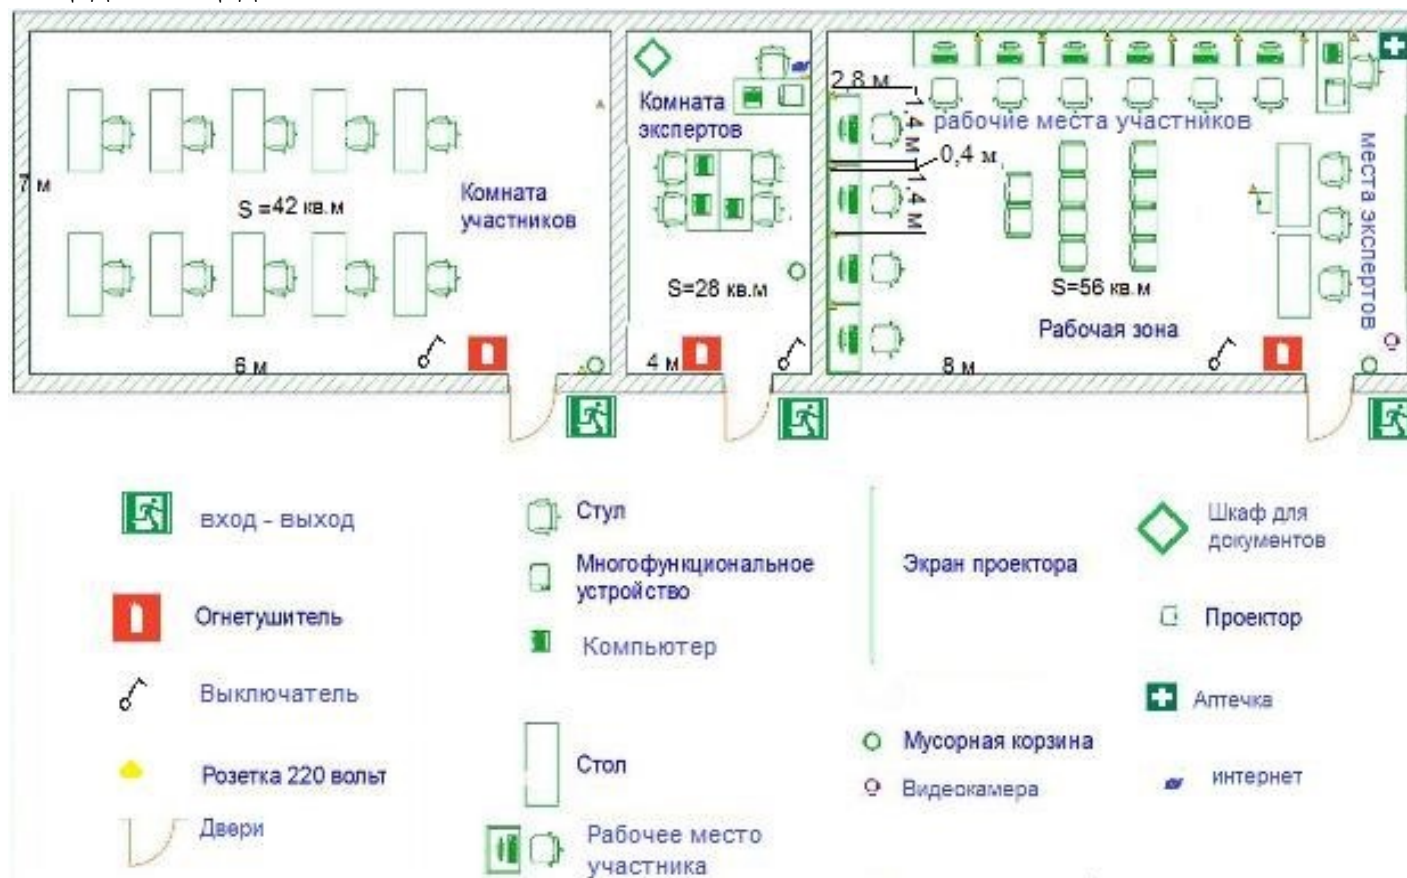 2,8 м
Комната
экспертов
1,4 м
рабочие места участников
0,4 м
1,4 м
места экспертов
7 м
S =42 кв.м
Комната
участников
S=28 кв.м
S=56 кв.м
Рабочая зона
6 м
4 м
8 м
вход - выход
Стул
Шкаф для
документов
Многофункциональное
устройство
Экран проектора
Огнетушитель
Проектор
Компьютер
Выключатель
Аптечка
Мусорная корзина
Стол
Розетка 220 вольт
интернет
Видеокамера
Двери
Рабочее место
участника